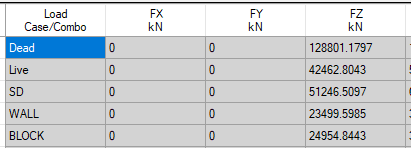 Load Case/Combo FX kN FY kN FZ kN
Dead 0 0 128801.1797
Live 0 0 42462.8043
SD 0 0 51246.5097
WALL 0 0 23499.5985
BLOCK 0 0 24954.8443